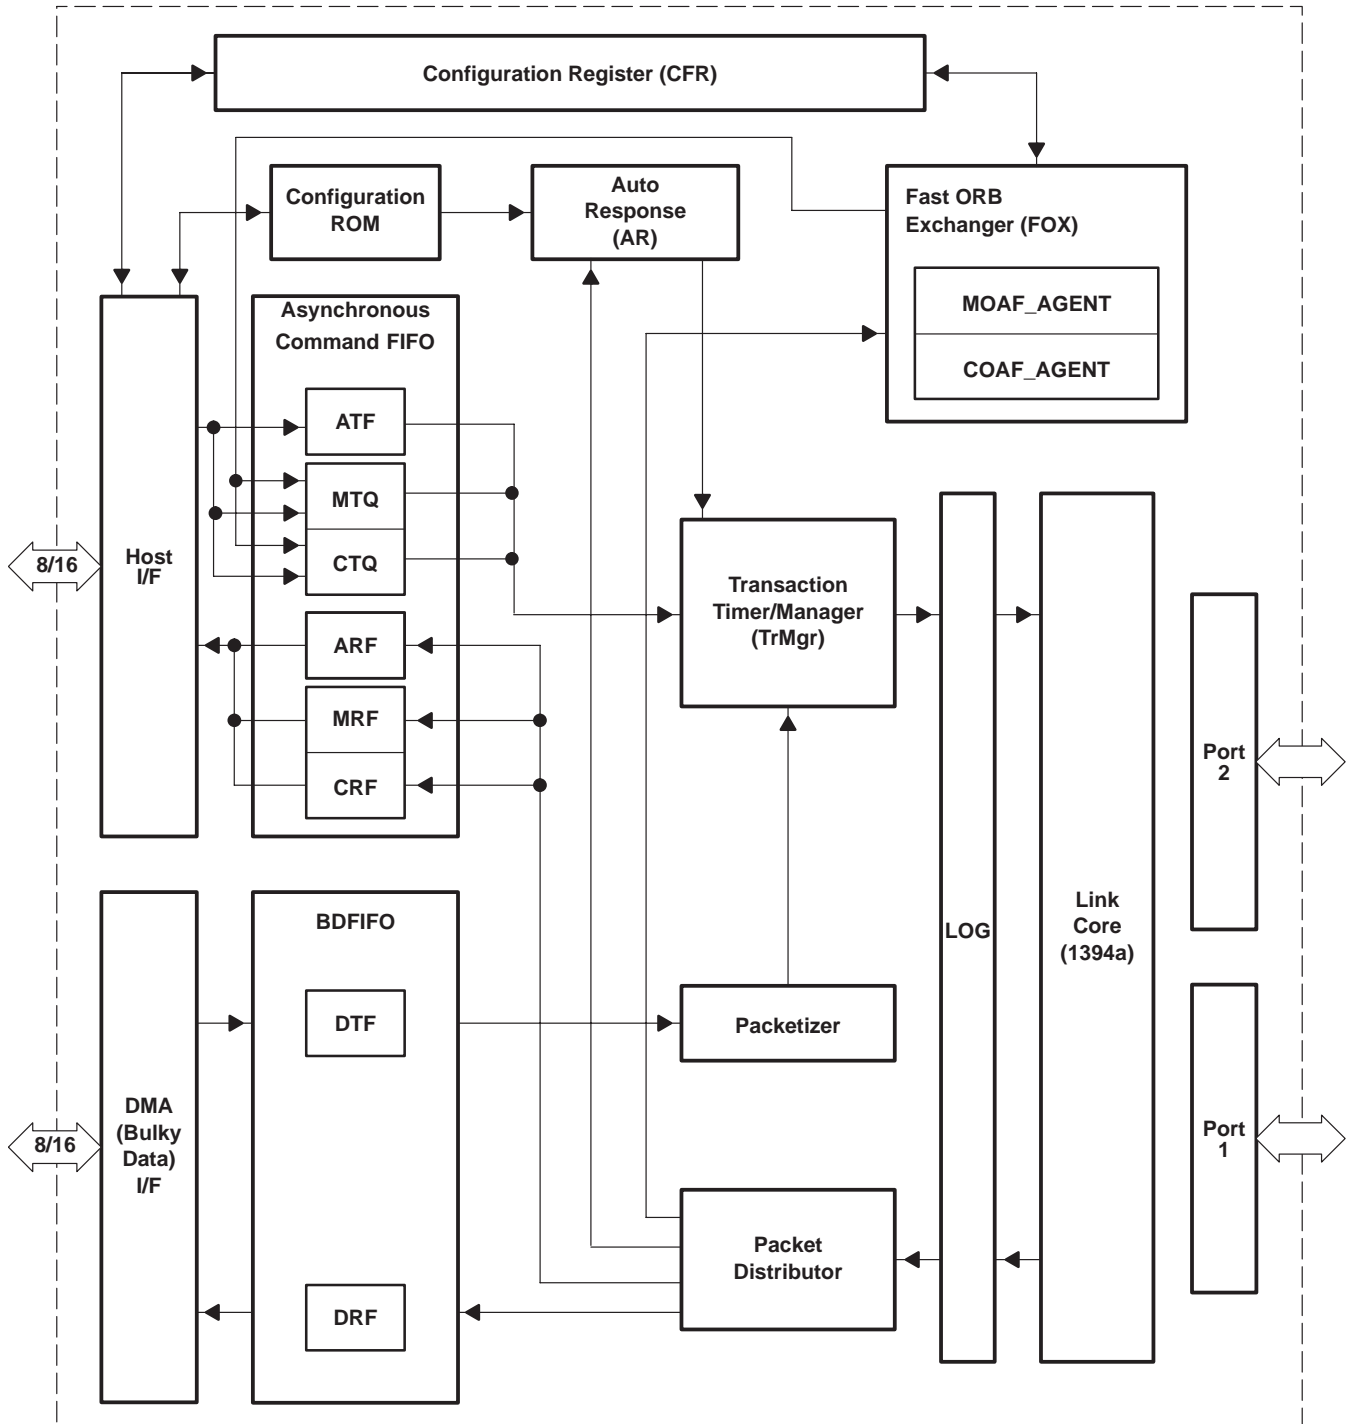 Configuration Register (CFR)
Configuration
ROM
Auto
Response
(AR)
Fast ORB
Exchanger (FOX)
MOAF_AGENT
COAF_AGENT
Asynchronous
Command FIFO
ATF
MTQ
CTQ
ARF
MRF
CRF
8/16
Host
I/F
Transaction
Timer/Manager
(TrMgr)
LOG
Link
Core
(1394a)
Port
2
Port
1
BDFIFO
DTF
DRF
8/16
DMA
(Bulky
Data)
I/F
Packetizer
Packet
Distributor